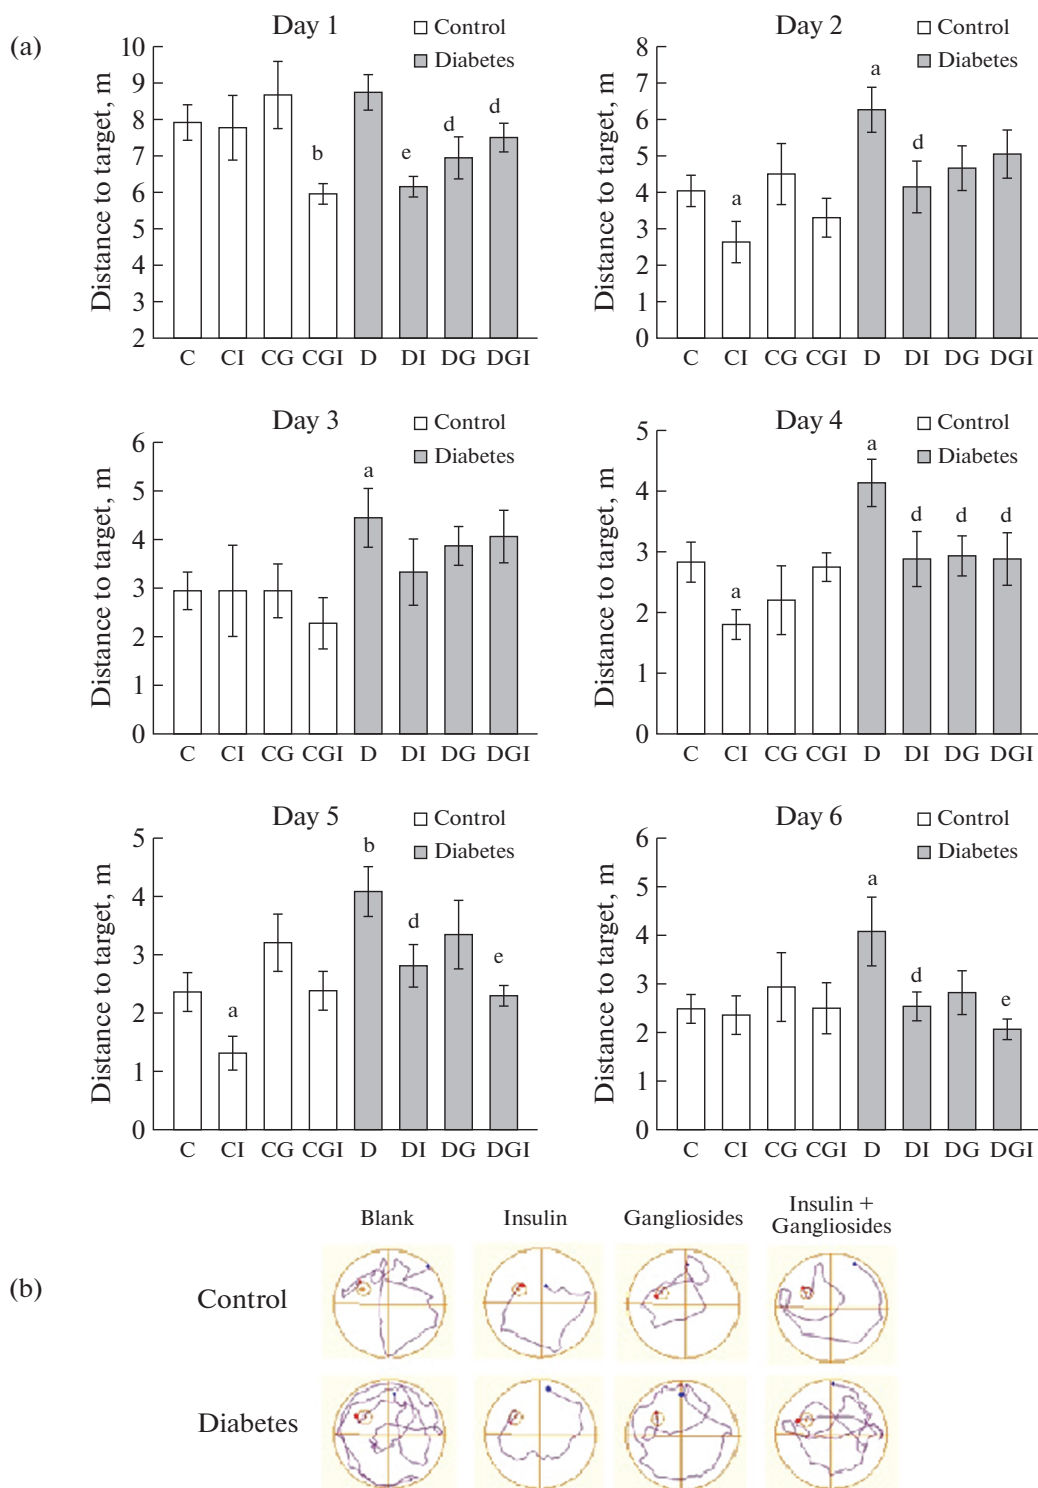 (a)
Day 1
Control
Diabetes
Distance to target, m
10
9
8
7
6
5
4
3
2
b
e
d
d
C CI CG CGI D DI DG DGI
Day 2
Control
Diabetes
Distance to target, m
8
7
6
5
4
3
2
1
0
a
a
d
C CI CG CGI D DI DG DGI
Day 3
Control
Diabetes
Distance to target, m
6
5
4
3
2
1
0
a
C CI CG CGI D DI DG DGI
Day 4
Control
Diabetes
Distance to target, m
5
4
3
2
1
0
a
a
d
d
d
C CI CG CGI D DI DG DGI
Day 5
Control
Diabetes
Distance to target, m
5
4
3
2
1
0
a
b
d
e
C CI CG CGI D DI DG DGI
Day 6
Control
Diabetes
Distance to target, m
6
5
4
3
2
1
0
a
d
e
C CI CG CGI D DI DG DGI
(b)
Blank
Insulin
Gangliosides
Insulin +
Gangliosides
Control
Diabetes